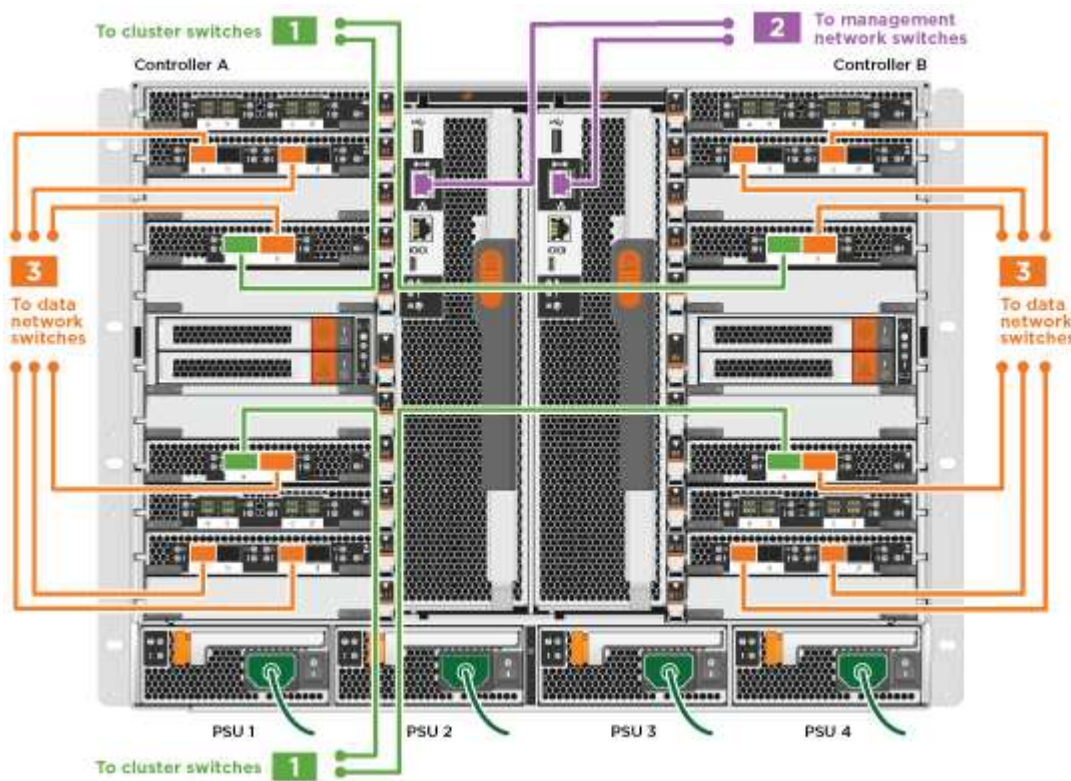 To cluster switches 1
2 To management
network switches
Controller A
Controller B
3
To data
network
switches
3
To data
network
switches
PSU 1
PSU 2
PSU 3
PSU 4
To cluster switches 1